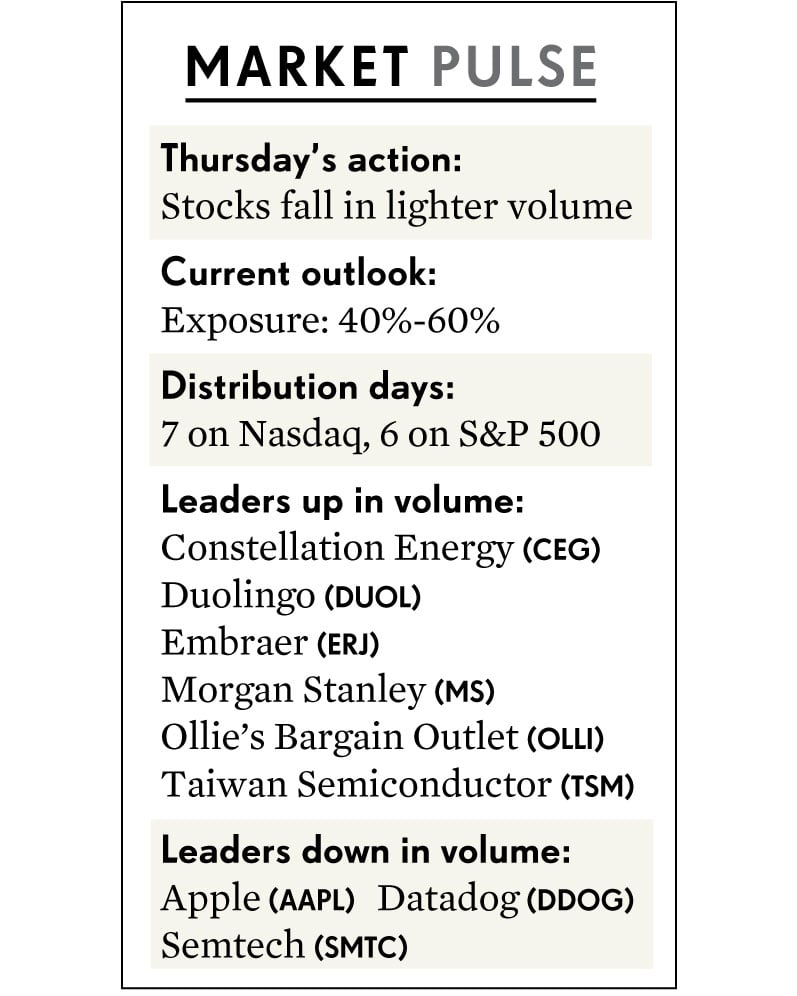 MARKET PULSE
Thursday’s action:
Stocks fall in lighter volume
Current outlook:
Exposure: 40%-60%
Distribution days:
7 on Nasdaq, 6 on S&P 500
Leaders up in volume:
Constellation Energy (CEG)
Duolingo (DUOL)
Embraer (ERJ)
Morgan Stanley (MS)
Ollie’s Bargain Outlet (OLLI)
Taiwan Semiconductor (TSM)
Leaders down in volume:
Apple (AAPL) Datadog (DDOG)
Semtech (SMTC)